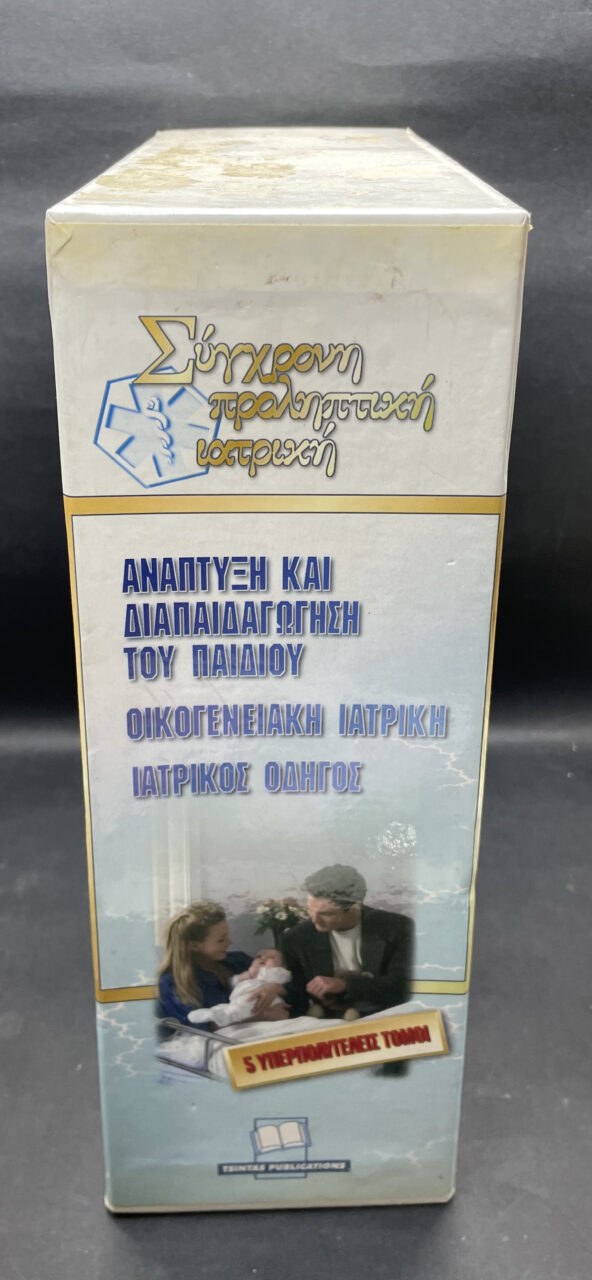 Σύγχρονη
προληπτική
ιατρική
ΑΝΑΠΤΥΞΗ ΚΑΙ
ΔΙΑΠΑΙΔΑΓΩΓΗΣΗ
ΤΟΥ ΠΑΙΔΙΟΥ
ΟΙΚΟΓΕΝΕΙΑΚΗ ΙΑΤΡΙΚΗ
ΙΑΤΡΙΚΟΣ ΟΔΗΓΟΣ
5 ΥΠΕΡΠΟΛΥΤΕΛΕΙΣ ΤΟΜΟΙ
TSINTAS PUBLICATIONS